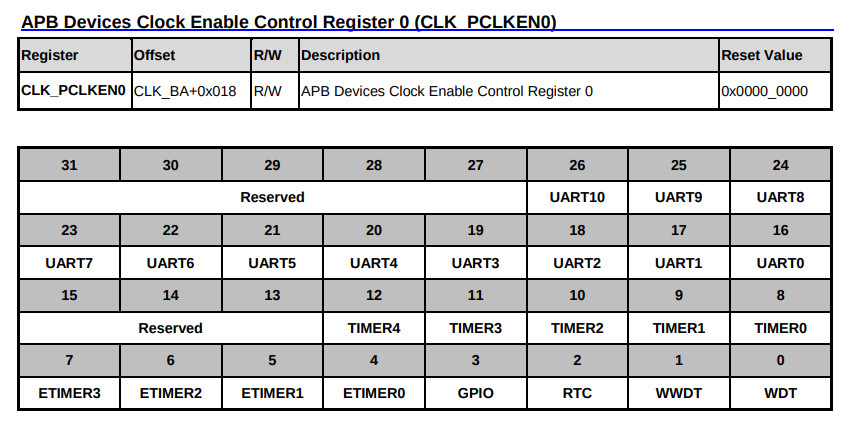 APB Devices Clock Enable Control Register 0 (CLK_PCLKEN0)
Register Offset R/W Description Reset Value
CLK_PCLKEN0 CLK_BA+0x018 R/W APB Devices Clock Enable Control Register 0 0x0000_0000
31 30 29 28 27 26 25 24
Reserved UART10 UART9 UART8
23 22 21 20 19 18 17 16
UART7 UART6 UART5 UART4 UART3 UART2 UART1 UART0
15 14 13 12 11 10 9 8
Reserved TIMER4 TIMER3 TIMER2 TIMER1 TIMER0
7 6 5 4 3 2 1 0
ETIMER3 ETIMER2 ETIMER1 ETIMER0 GPIO RTC WWDT WDT